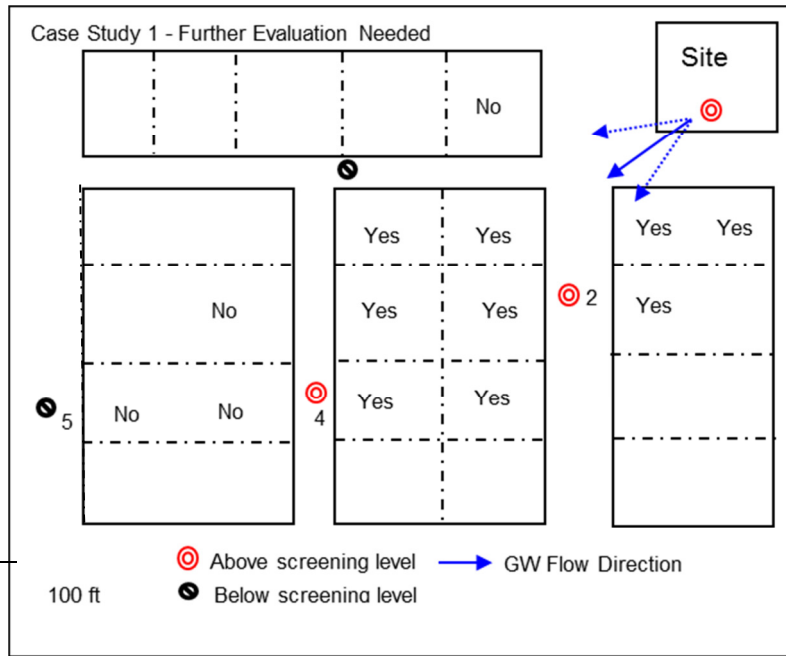 Case Study 1 - Further Evaluation Needed
Site
No
Yes Yes Yes Yes
2
No Yes Yes Yes
No No Yes Yes
5
4
Above screening level GW Flow Direction
100 ft Below screening level